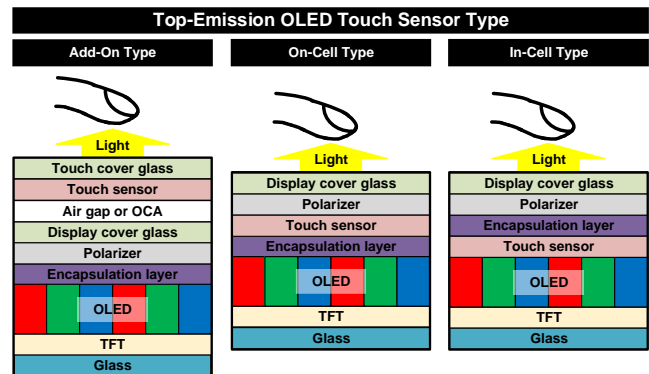 Top-Emission OLED Touch Sensor Type
Add-On Type
On-Cell Type
In-Cell Type
Light
Touch cover glass
Touch sensor
Air gap or OCA
Display cover glass
Polarizer
Encapsulation layer
OLED
TFT
Glass
Light
Display cover glass
Polarizer
Touch sensor
Encapsulation layer
OLED
TFT
Glass
Light
Display cover glass
Polarizer
Encapsulation layer
Touch sensor
OLED
TFT
Glass